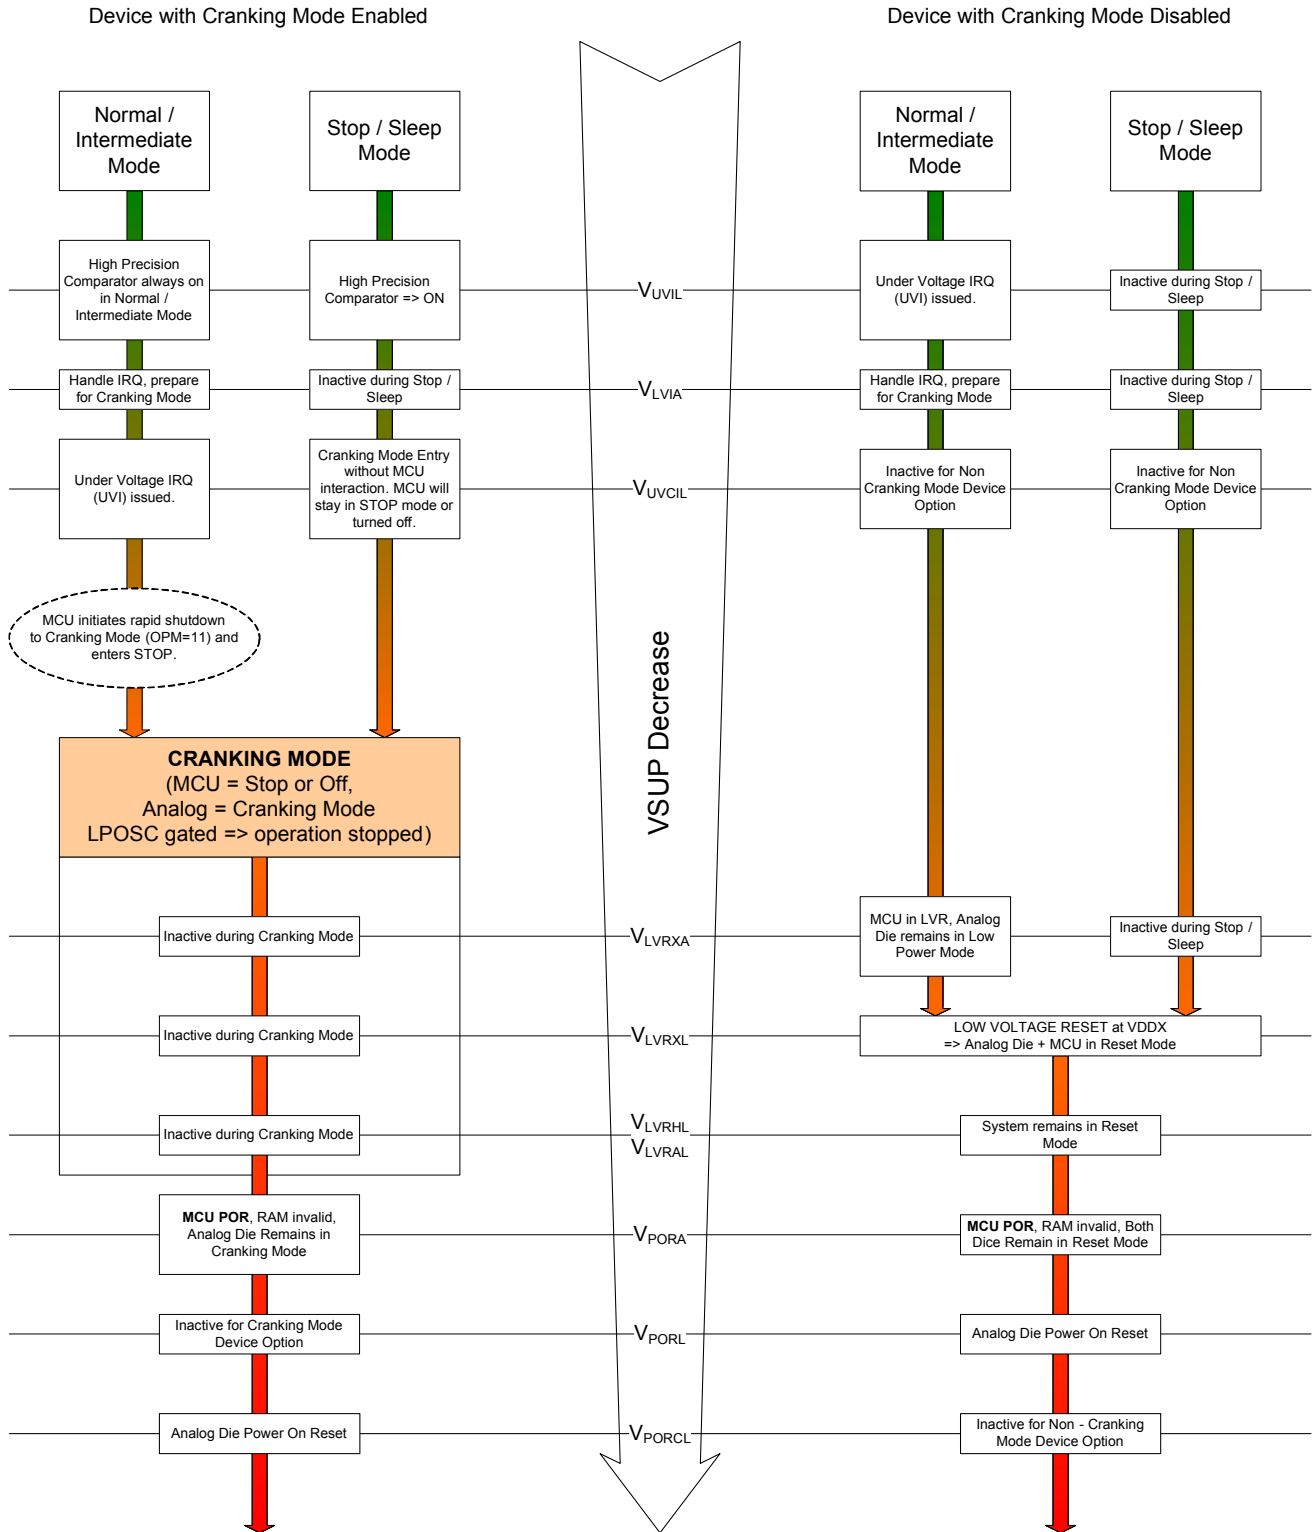 Device with Cranking Mode Enabled
Device with Cranking Mode Disabled
Normal /
Intermediate
Mode
Stop / Sleep
Mode
Normal /
Intermediate
Mode
Stop / Sleep
Mode
High Precision
Comparator always on
in Normal /
Intermediate Mode
High Precision
Comparator => ON
VUVIL
Under Voltage IRQ
(UVI) issued.
Inactive during Stop /
Sleep
Handle IRQ, prepare
for Cranking Mode
Inactive during Stop /
Sleep
VLVIA
Handle IRQ, prepare
for Cranking Mode
Inactive during Stop /
Sleep
Under Voltage IRQ
(UVI) issued.
Cranking Mode Entry
without MCU
interaction. MCU will
stay in STOP mode or
turned off.
VUVCIL
Inactive for Non
Cranking Mode Device
Option
Inactive for Non
Cranking Mode Device
Option
MCU initiates rapid shutdown
to Cranking Mode (OPM=11) and
enters STOP.
VSUP Decrease
CRANKING MODE
(MCU = Stop or Off,
Analog = Cranking Mode
LPOSC gated => operation stopped)
Inactive during Cranking Mode
VLVRXA
MCU in LVR, Analog
Die remains in Low
Power Mode
Inactive during Stop /
Sleep
Inactive during Cranking Mode
VLVRXL
LOW VOLTAGE RESET at VDDX
=> Analog Die + MCU in Reset Mode
Inactive during Cranking Mode
VLVRHL
VLVRAL
System remains in Reset
Mode
MCU POR, RAM invalid,
Analog Die Remains in
Cranking Mode
VPORA
MCU POR, RAM invalid, Both
Dice Remain in Reset Mode
Inactive for Cranking Mode
Device Option
VPORL
Analog Die Power On Reset
Analog Die Power On Reset
VPORCL
Inactive for Non - Cranking
Mode Device Option